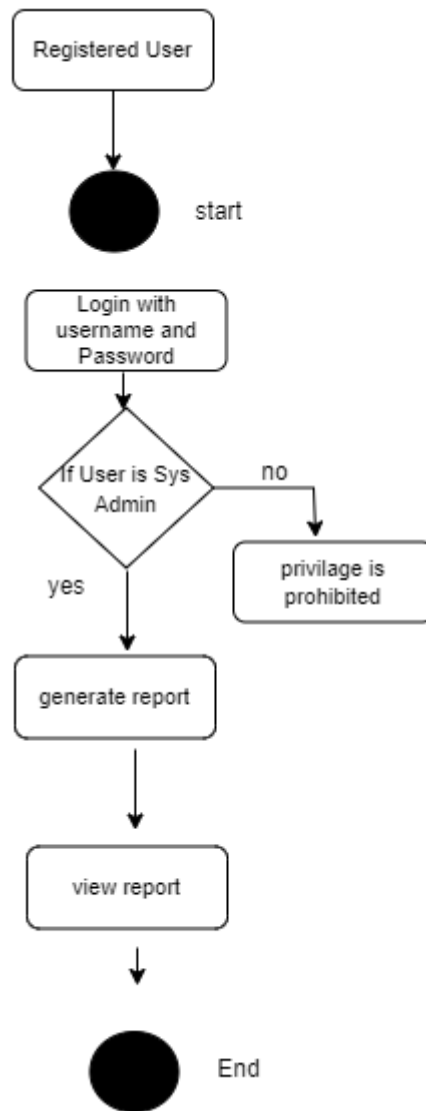 Registered User
start
Login with
username and
Password
If User is Sys
Admin
no
yes
privilage is
prohibited
generate report
view report
End